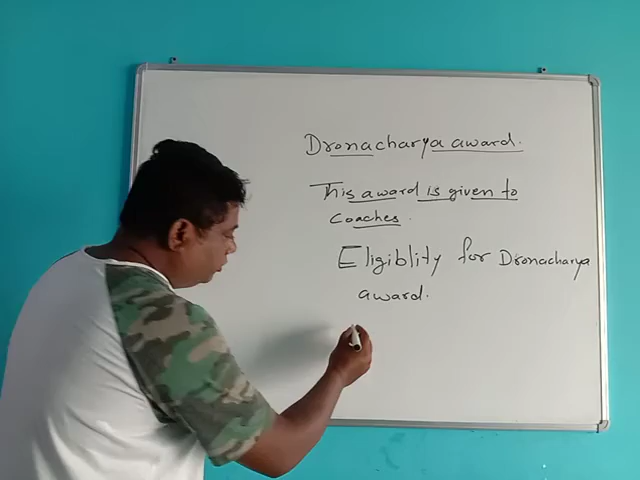 Dronacharya award.
This award is given to
coaches.
Eligiblity for Dronacharya
award.